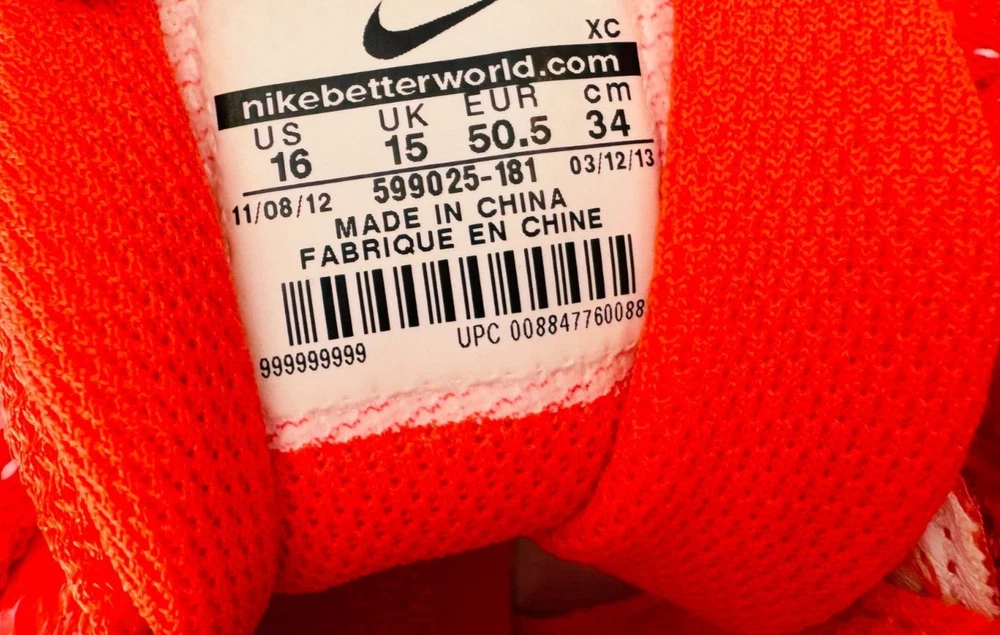 XC
nikebetterworld.com
US UK EUR cm
16 15 50.5 34
11/08/12 599025-181 03/12/13
MADE IN CHINA
FABRIQUE EN CHINE
999999999 UPC 008847760088